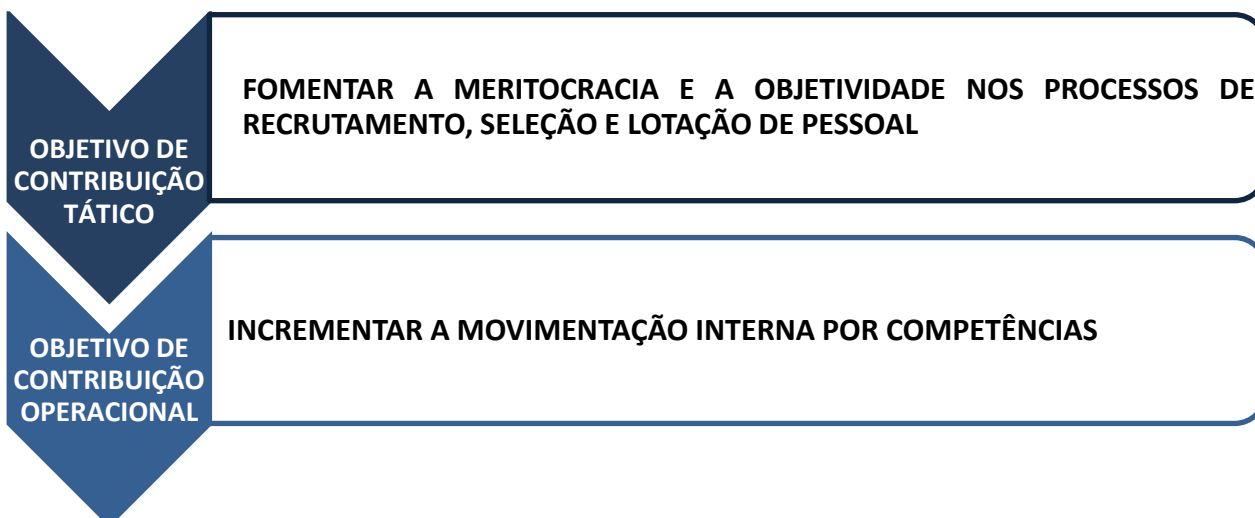 OBJETIVO DE
CONTRIBUIÇÃO
TÁTICO
FOMENTAR A MERITOCRACIA E A OBJETIVIDADE NOS PROCESSOS DE
RECRUTAMENTO, SELEÇÃO E LOTAÇÃO DE PESSOAL
OBJETIVO DE
CONTRIBUIÇÃO
OPERACIONAL
INCREMENTAR A MOVIMENTAÇÃO INTERNA POR COMPETÊNCIAS